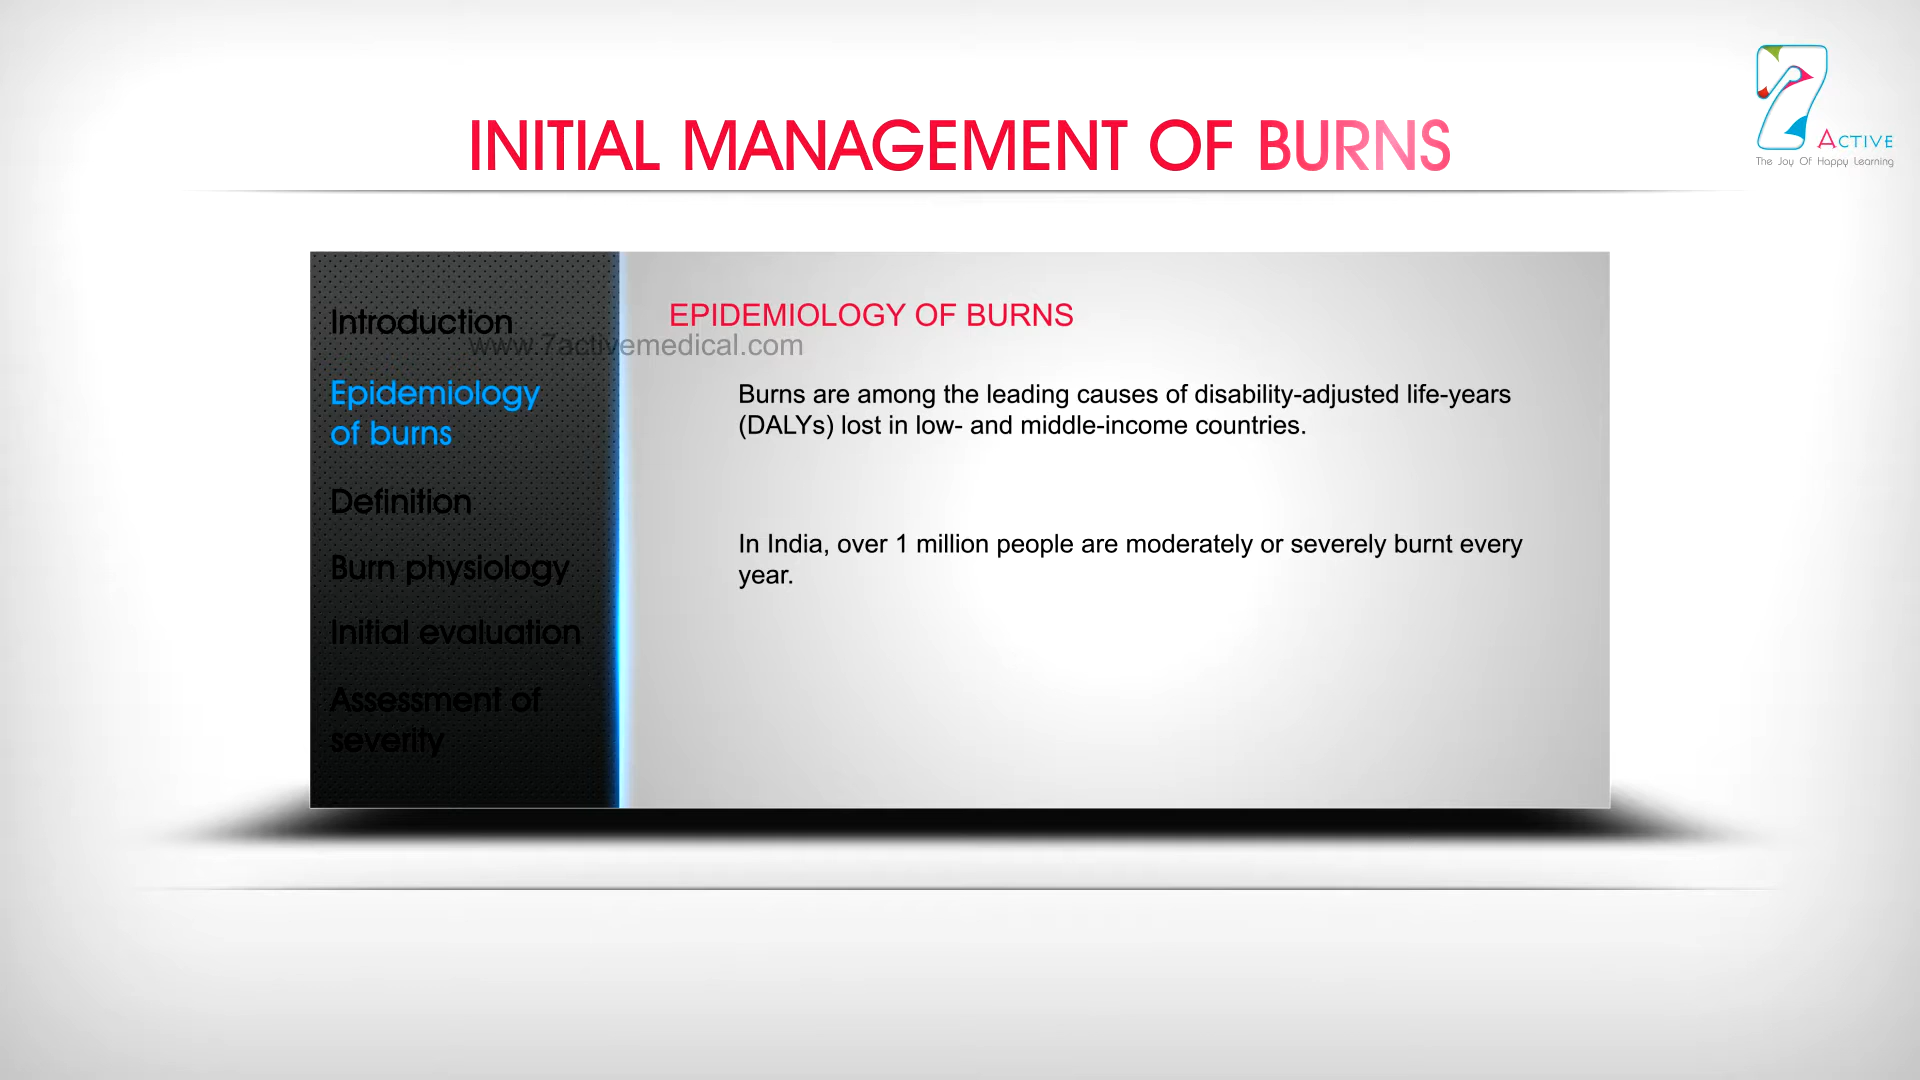 INITIAL MANAGEMENT OF BURNS
7
ACTIVE
The Joy Of Happy Learning
Introduction
Epidemiology
of burns
Definition
Burn physiology
Initial evaluation
Assessment of
severity
EPIDEMIOLOGY OF BURNS
www.7activemedical.com
Burns are among the leading causes of disability-adjusted life-years
(DALYs) lost in low- and middle-income countries.
In India, over 1 million people are moderately or severely burnt every
year.